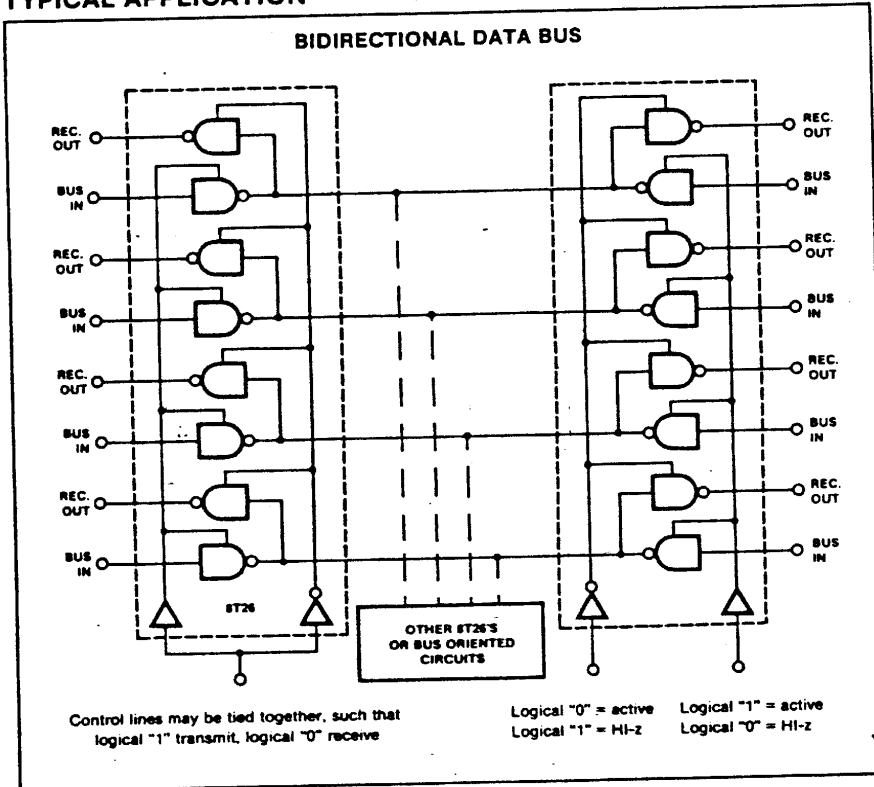 TYPICAL APPLICATION
BIDIRECTIONAL DATA BUS
REC.
OUT
BUS
IN
REC.
OUT
BUS
IN
REC.
OUT
BUS
IN
REC.
OUT
BUS
IN
REC.
OUT
BUS
IN
REC.
OUT
BUS
IN
REC.
OUT
BUS
IN
REC.
OUT
BUS
IN
8T26
OTHER 8T26'S
OR BUS ORIENTED
CIRCUITS
Control lines may be tied together, such that
logical "1" transmit, logical "0" receive
Logical "0" = active
Logical "1" = HI-z
Logical "1" = active
Logical "0" = HI-z